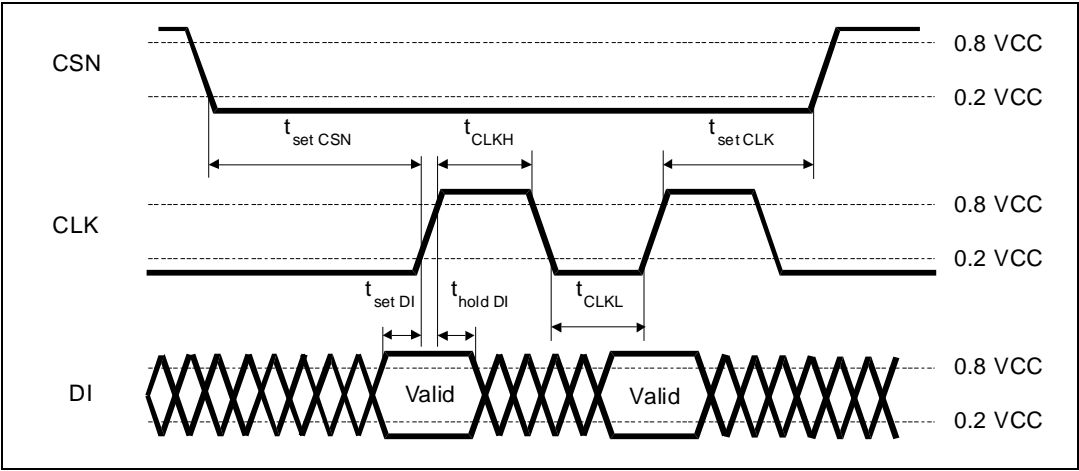 CSN
0.8 VCC
0.2 VCC
t set CSN
t CLKH
t set CLK
CLK
0.8 VCC
0.2 VCC
t set DI
t hold DI
t CLKL
DI
Valid
Valid
0.8 VCC
0.2 VCC